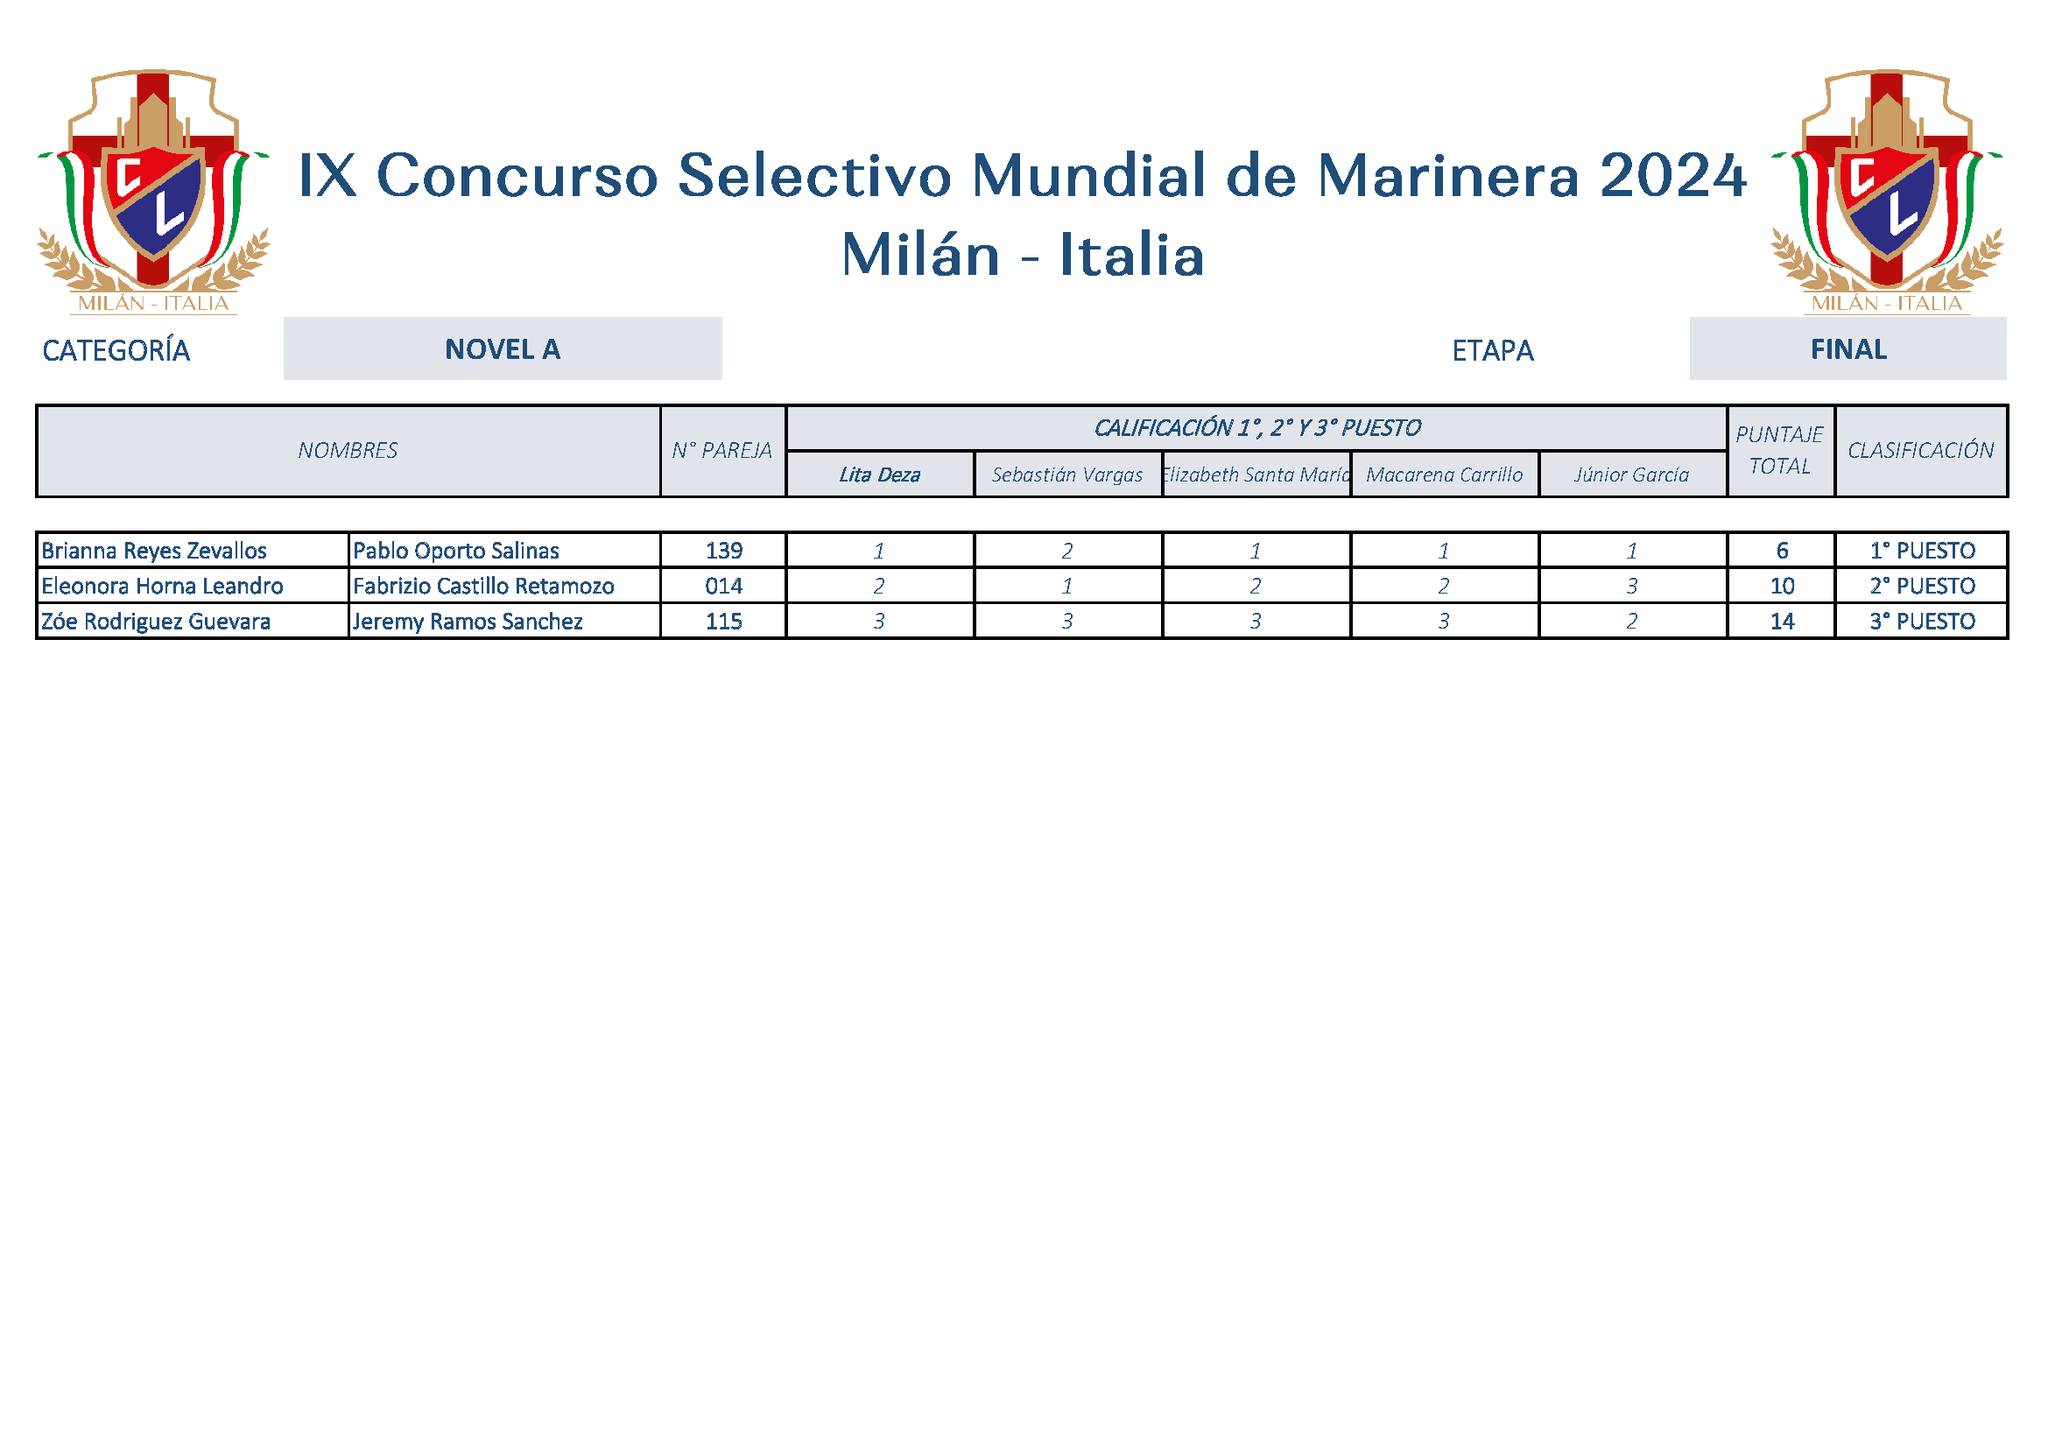 IX Concurso Selectivo Mundial de Marinera 2024
Milán - Italia
CL
MILÁN - ITALIA
CL
MILÁN - ITALIA
CATEGORÍA NOVEL A ETAPA FINAL
NOMBRES N° PAREJA CALIFICACIÓN 1°, 2° Y 3° PUESTO PUNTAJE TOTAL CLASIFICACIÓN
Lita Deza Sebastián Vargas Elizabeth Santa María Macarena Carrillo Júnior García
Brianna Reyes Zevallos Pablo Oporto Salinas 139 1 2 1 1 1 6 1° PUESTO
Eleonora Horna Leandro Fabrizio Castillo Retamozo 014 2 1 2 2 3 10 2° PUESTO
Zóe Rodriguez Guevara Jeremy Ramos Sanchez 115 3 3 3 3 2 14 3° PUESTO